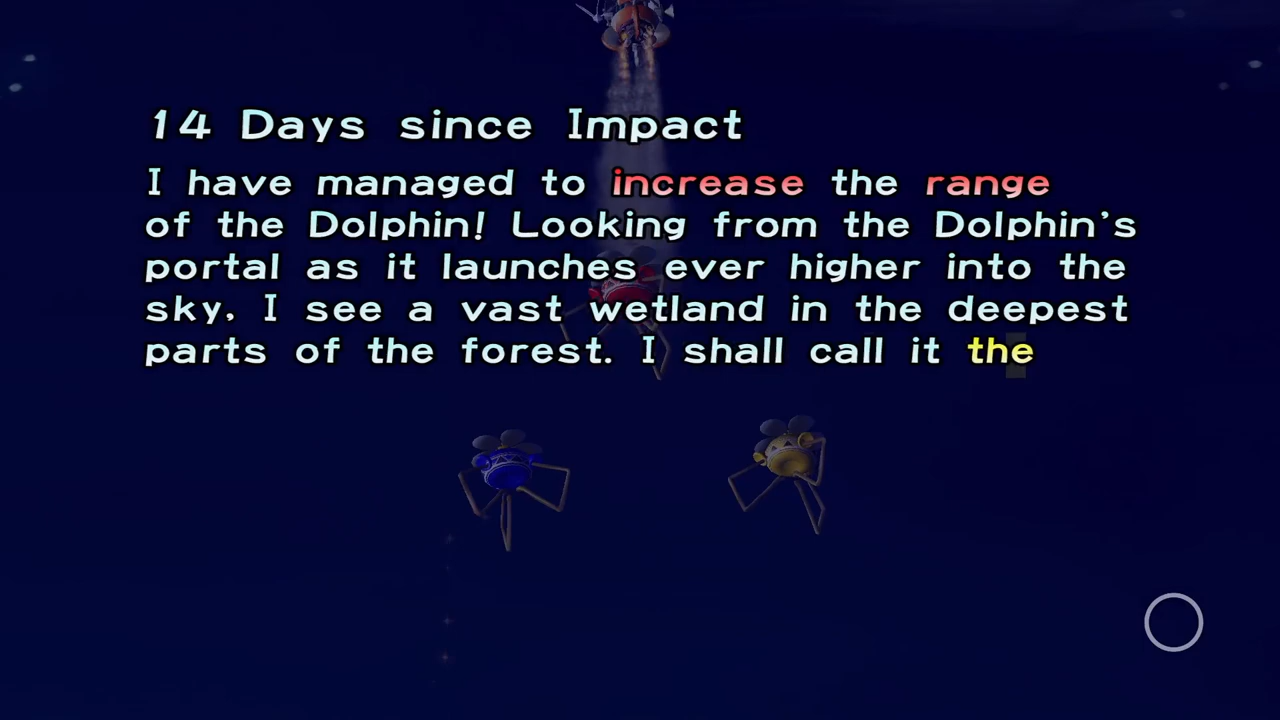 14 Days since Impact
I have managed to increase the range
of the Dolphin! Looking from the Dolphin's
portal as it launches ever higher into the
sky, I see a vast wetland in the deepest
parts of the forest. I shall call it the